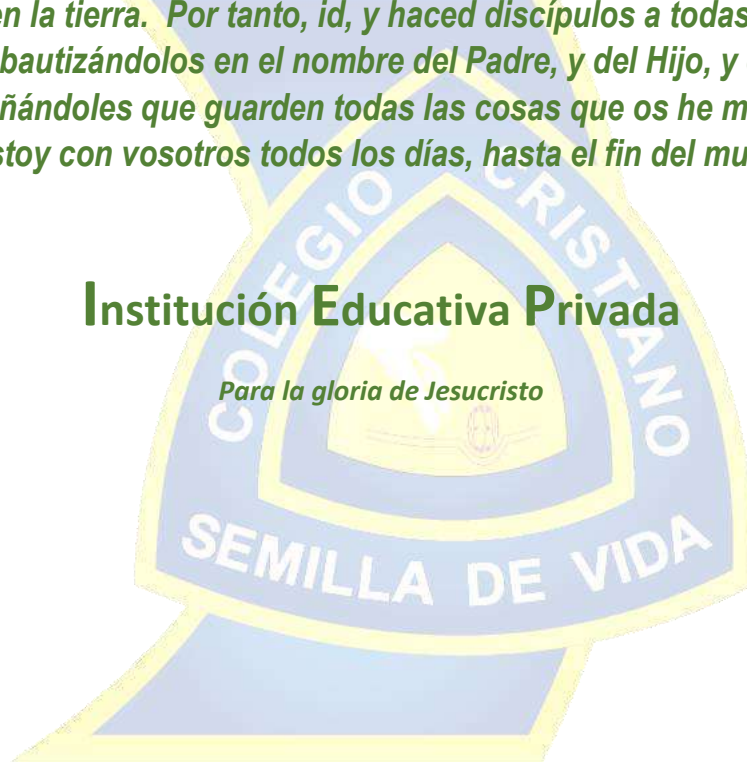 en la tierra. Por tanto, id, y haced discípulos a todas
bautizándolos en el nombre del Padre, y del Hijo, y
ñándoles que guarden todas las cosas que os he m
stoy con vosotros todos los días, hasta el fin del mu
COLEGIO CRISTIANO
Institución Educativa Privada
Para la gloria de Jesucristo
SEMILLA DE VIDA